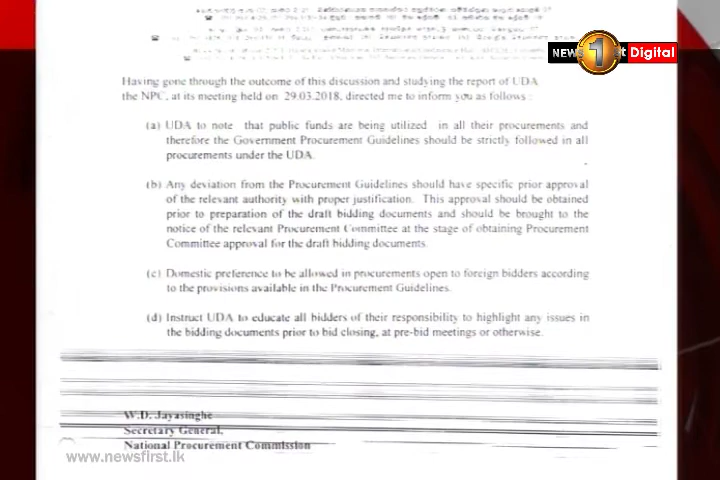 NEWS 1st Digital
Having gone through the outcome of this discussion and studying the report of UDA
the NPC, at its meeting held on 29.03.2018, directed me to inform you as follows :
(a) UDA to note that public funds are being utilized in all their procurements and
therefore the Government Procurement Guidelines should be strictly followed in all
procurements under the UDA.
(b) Any deviation from the Procurement Guidelines should have specific prior approval
of the relevant authority with proper justification. This approval should be obtained
prior to preparation of the draft bidding documents and should be brought to the
notice of the relevant Procurement Committee at the stage of obtaining Procurement
Committee approval for the draft bidding documents.
(c) Domestic preference to be allowed in procurements open to foreign bidders according
to the provisions available in the Procurement Guidelines.
(d) Instruct UDA to educate all bidders of their responsibility to highlight any issues in
the bidding documents prior to bid closing, at pre-bid meetings or otherwise.
W.D. Jayasinghe
Secretary General,
National Procurement Commission
www.newsfirst.lk